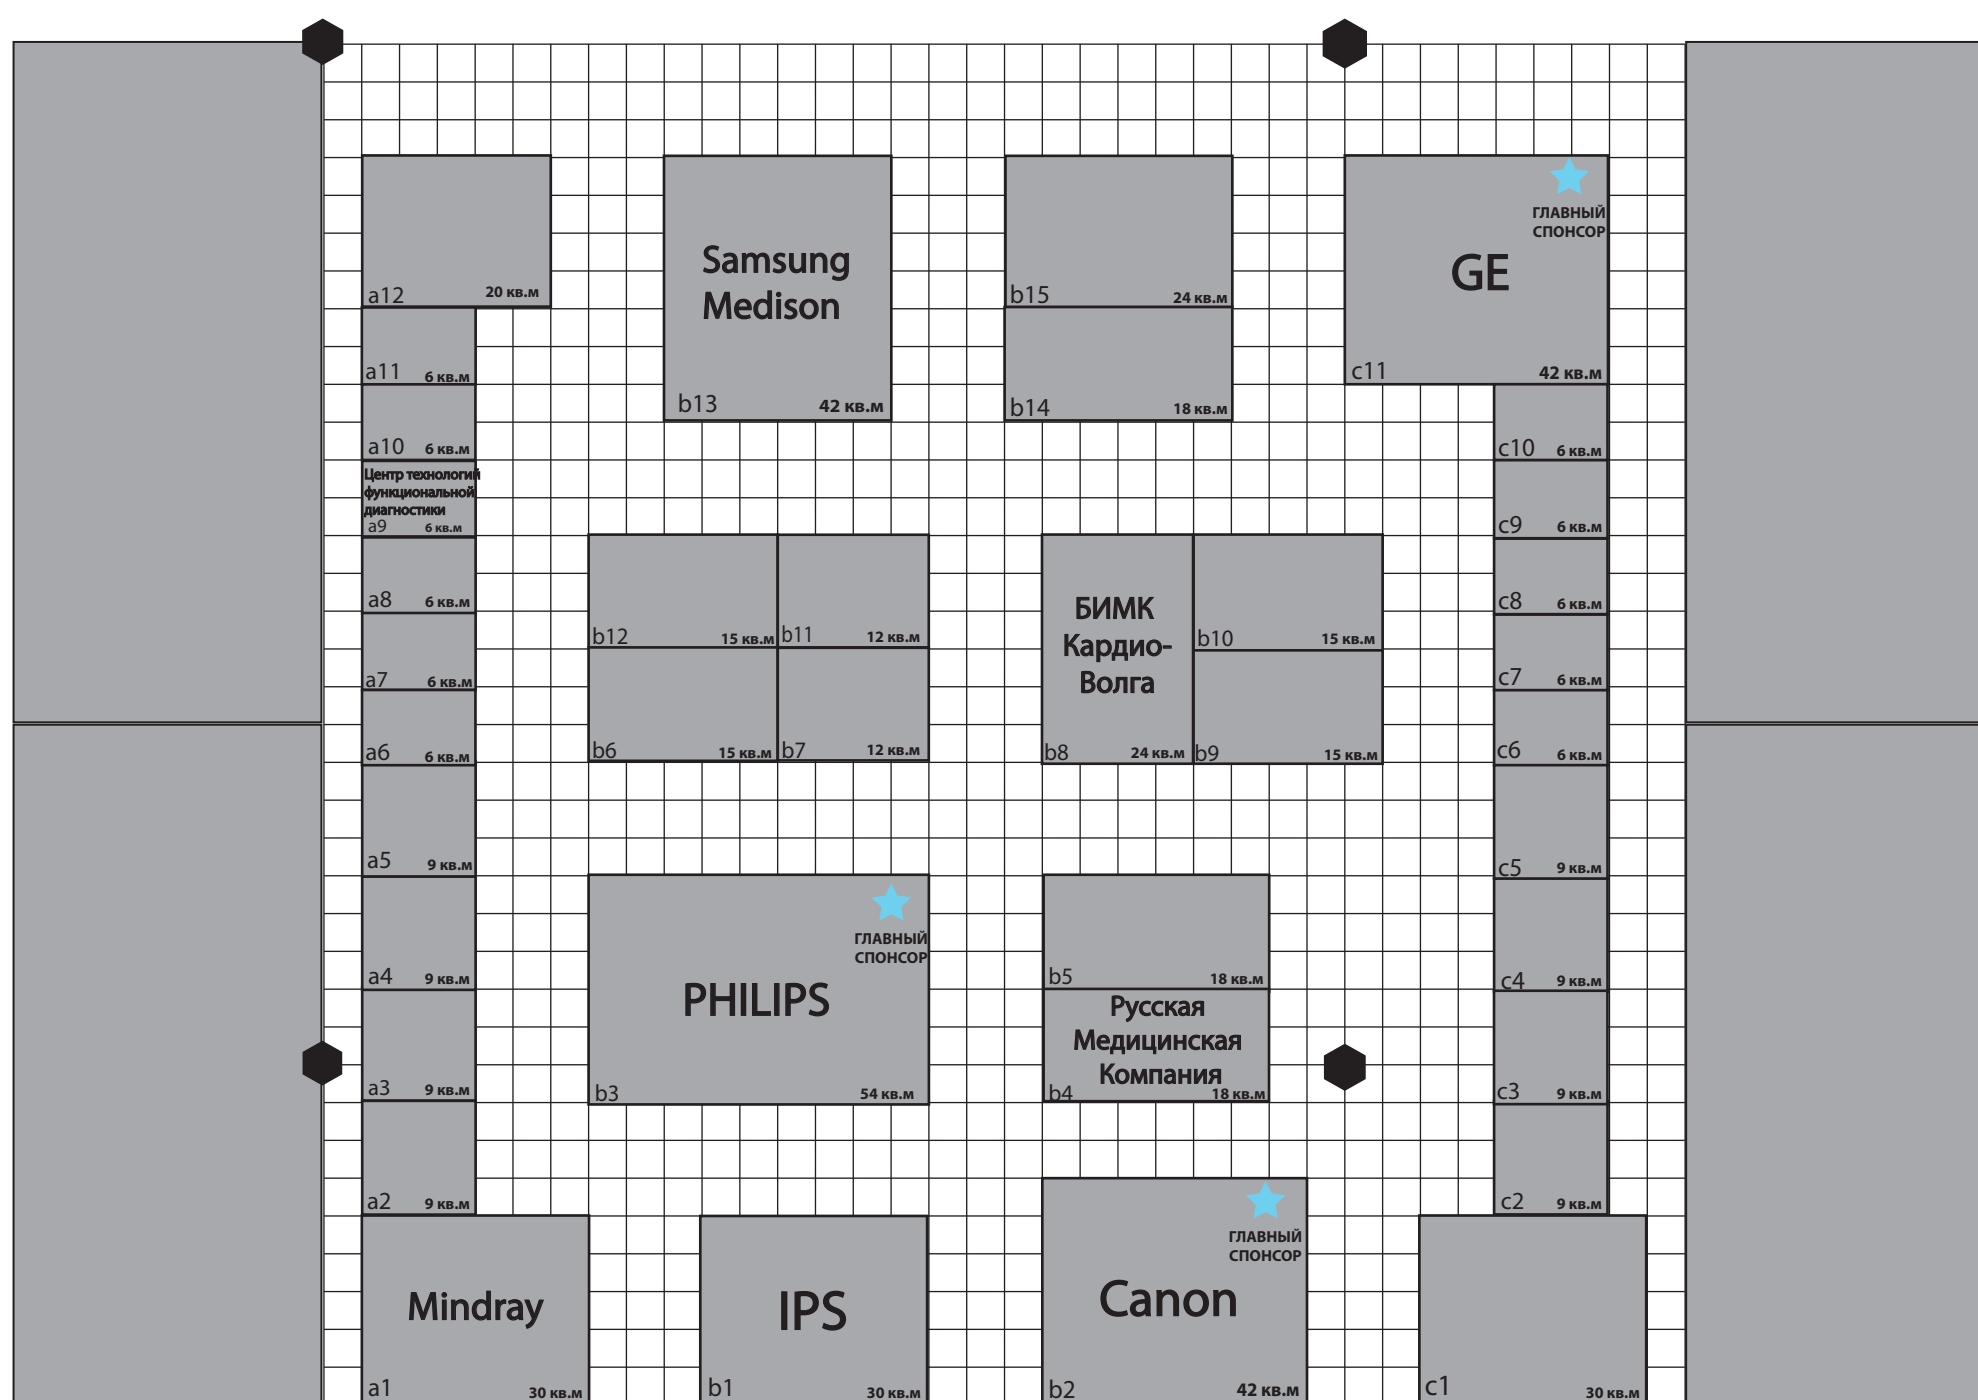 a12 20 кв.м
Samsung
Medison
b13 42 кв.м
b15 24 кв.м
b14 18 кв.м
ГЛАВНЫЙ
СПОНСОР
GE
c11 42 кв.м
a11 6 кв.м
a10 6 кв.м
Центр технологий
функциональной
диагностики
a9 6 кв.м
a8 6 кв.м
a7 6 кв.м
a6 6 кв.м
a5 9 кв.м
a4 9 кв.м
a3 9 кв.м
a2 9 кв.м
b12 15 кв.м
b11 12 кв.м
b6 15 кв.м
b7 12 кв.м
БИМК
Кардио-
Волга
b8 24 кв.м
b10 15 кв.м
b9 15 кв.м
c10 6 кв.м
c9 6 кв.м
c8 6 кв.м
c7 6 кв.м
c6 6 кв.м
c5 9 кв.м
c4 9 кв.м
c3 9 кв.м
c2 9 кв.м
ГЛАВНЫЙ
СПОНСОР
PHILIPS
b3 54 кв.м
b5 18 кв.м
Русская
Медицинская
Компания
b4 18 кв.м
Mindray
a1 30 кв.м
IPS
b1 30 кв.м
ГЛАВНЫЙ
СПОНСОР
Canon
b2 42 кв.м
c1 30 кв.м